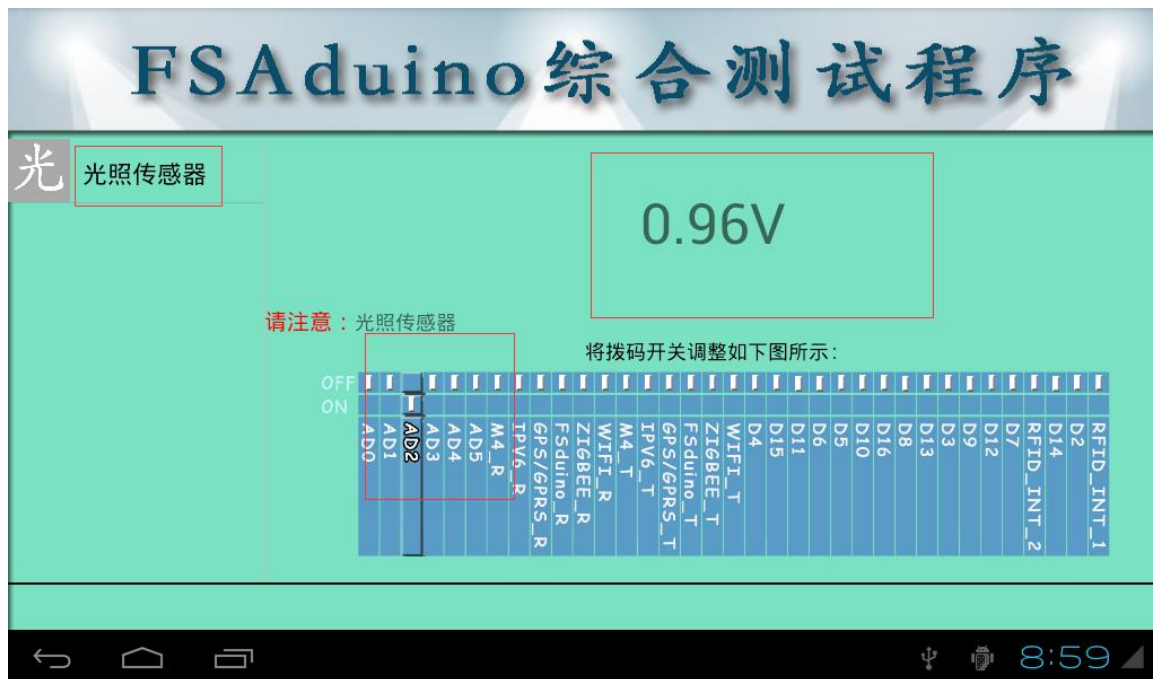 FSAduino综合测试程序
光 光照传感器
0.96V
请注意：光照传感器
将拨码开关调整如下图所示：
OFF
ON
AD0
AD1
AD2
AD3
AD4
AD5
M4_R
IPV6_R
GPS/GPRS_R
FSduino_R
ZIGBEE_R
WIFI_R
M4_T
IPV6_T
GPS/GPRS_T
FSduino_T
ZIGBEE_T
WIFI_T
D4
D15
D11
D6
D5
D10
D16
D8
D13
D3
D9
D12
D7
RFID_INT_2
D14
D2
RFID_INT_1
8:59